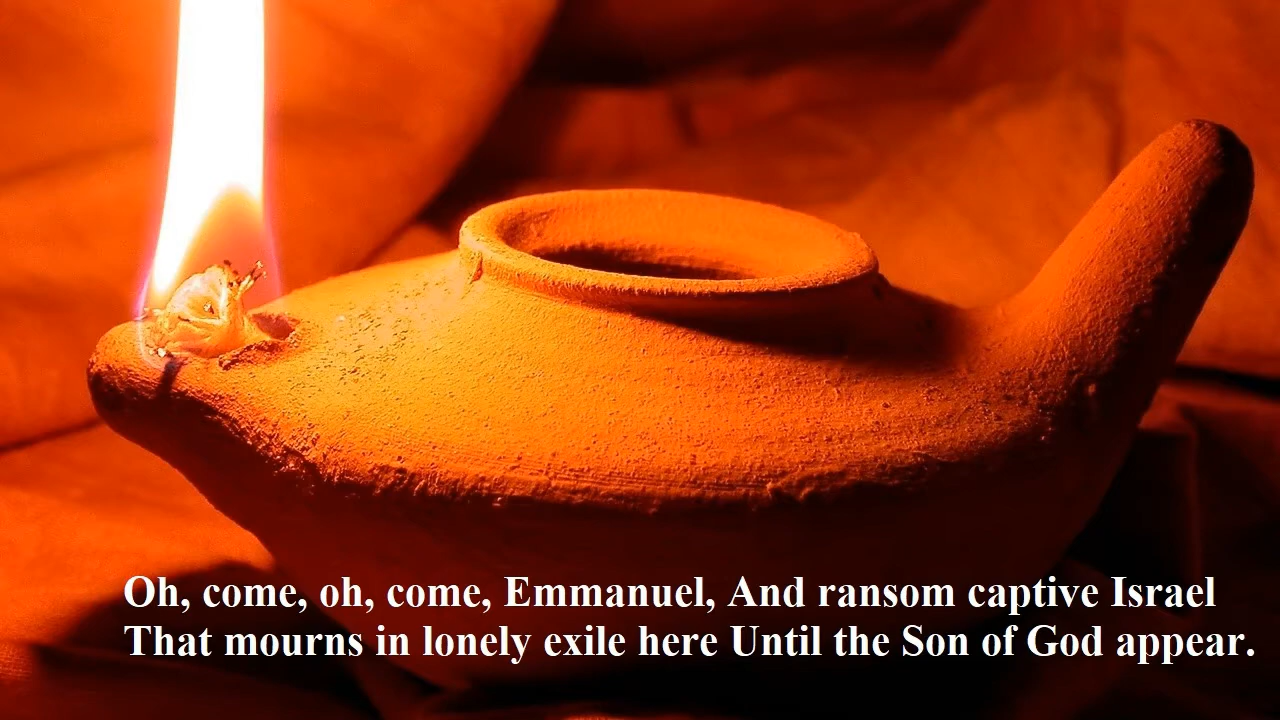 Oh, come, oh, come, Emmanuel, And ransom captive Israel
That mourns in lonely exile here Until the Son of God appear.